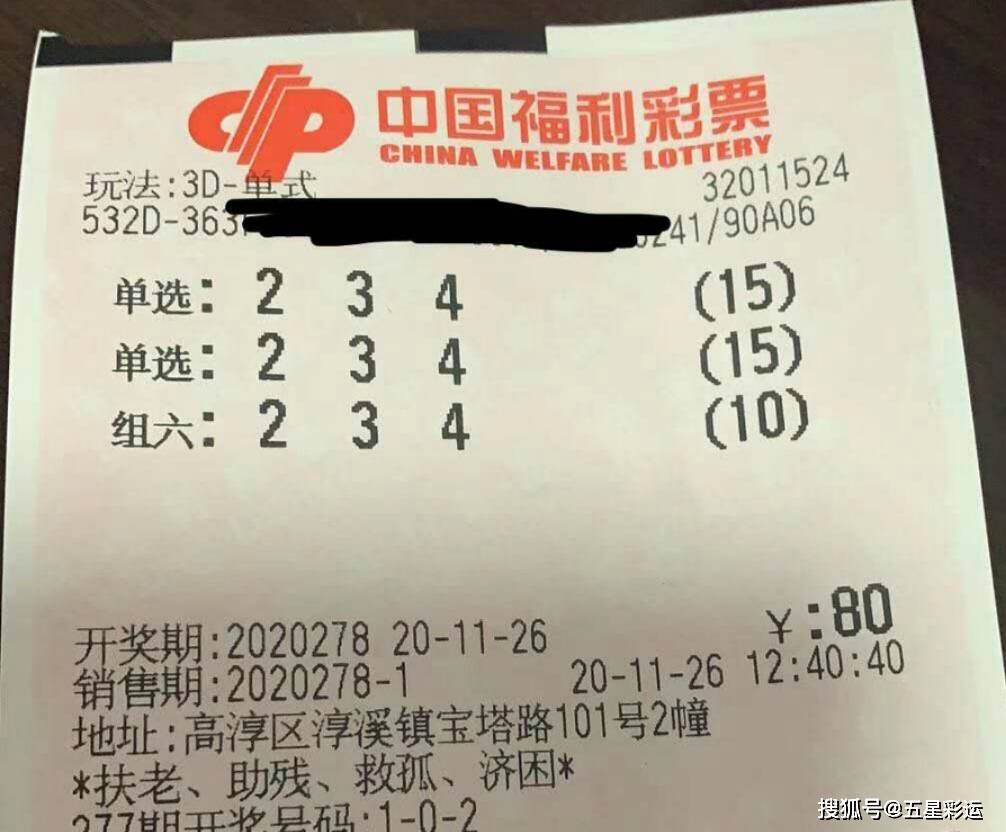 中国福利彩票
CHINA WELFARE LOTTERY
玩法:3D-单式 32011524
532D-363 241/90A06
单选: 2 3 4 (15)
单选: 2 3 4 (15)
组六: 2 3 4 (10)
¥:80
开奖期:2020278 20-11-26
销售期:2020278-1 20-11-26 12:40:40
地址:高淳区淳溪镇宝塔路101号2幢
*扶老、助残、救孤、济困*
277期开奖号码:1-0-2
搜狐号@五星彩运